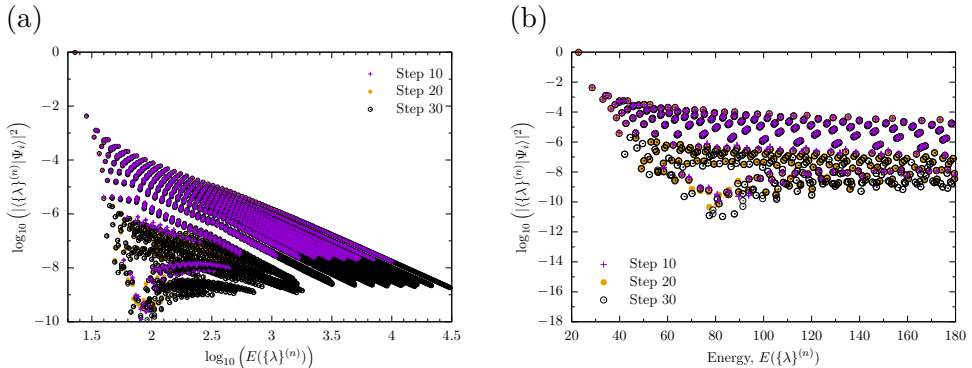 (a)
(b)
log₁₀ (|⟨{λ}⁽ⁿ⁾|Ψᵢ⟩|²)
0
−2
−4
−6
−8
−10
Step 10
Step 20
Step 30
1.5 2 2.5 3 3.5 4 4.5
log₁₀ (E({λ}⁽ⁿ⁾))
log₁₀ (|⟨{λ}⁽ⁿ⁾|Ψᵢ⟩|²)
0
−2
−4
−6
−8
−10
−12
−14
−16
−18
Step 10
Step 20
Step 30
20 40 60 80 100 120 140 160 180
Energy, E({λ}⁽ⁿ⁾)